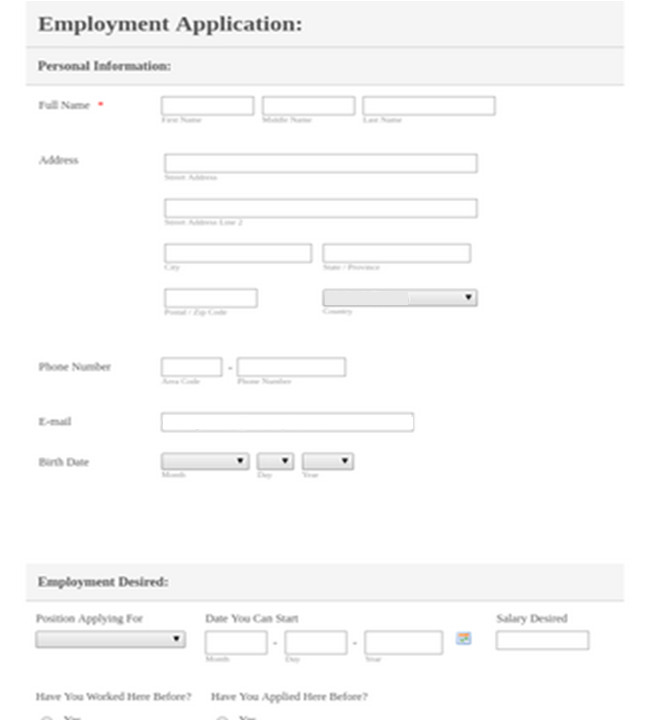 Employment Application:
Personal Information:
Full Name *
First Name Middle Name Last Name
Address
Street Address
Street Address Line 2
City State / Province
Postal / Zip Code Country
Phone Number - 
Area Code Phone Number
E-mail
Birth Date
Month Day Year
Employment Desired:
Position Applying For Date You Can Start Salary Desired
- -
Month Day Year
Have You Worked Here Before? Have You Applied Here Before?
Yes Yes